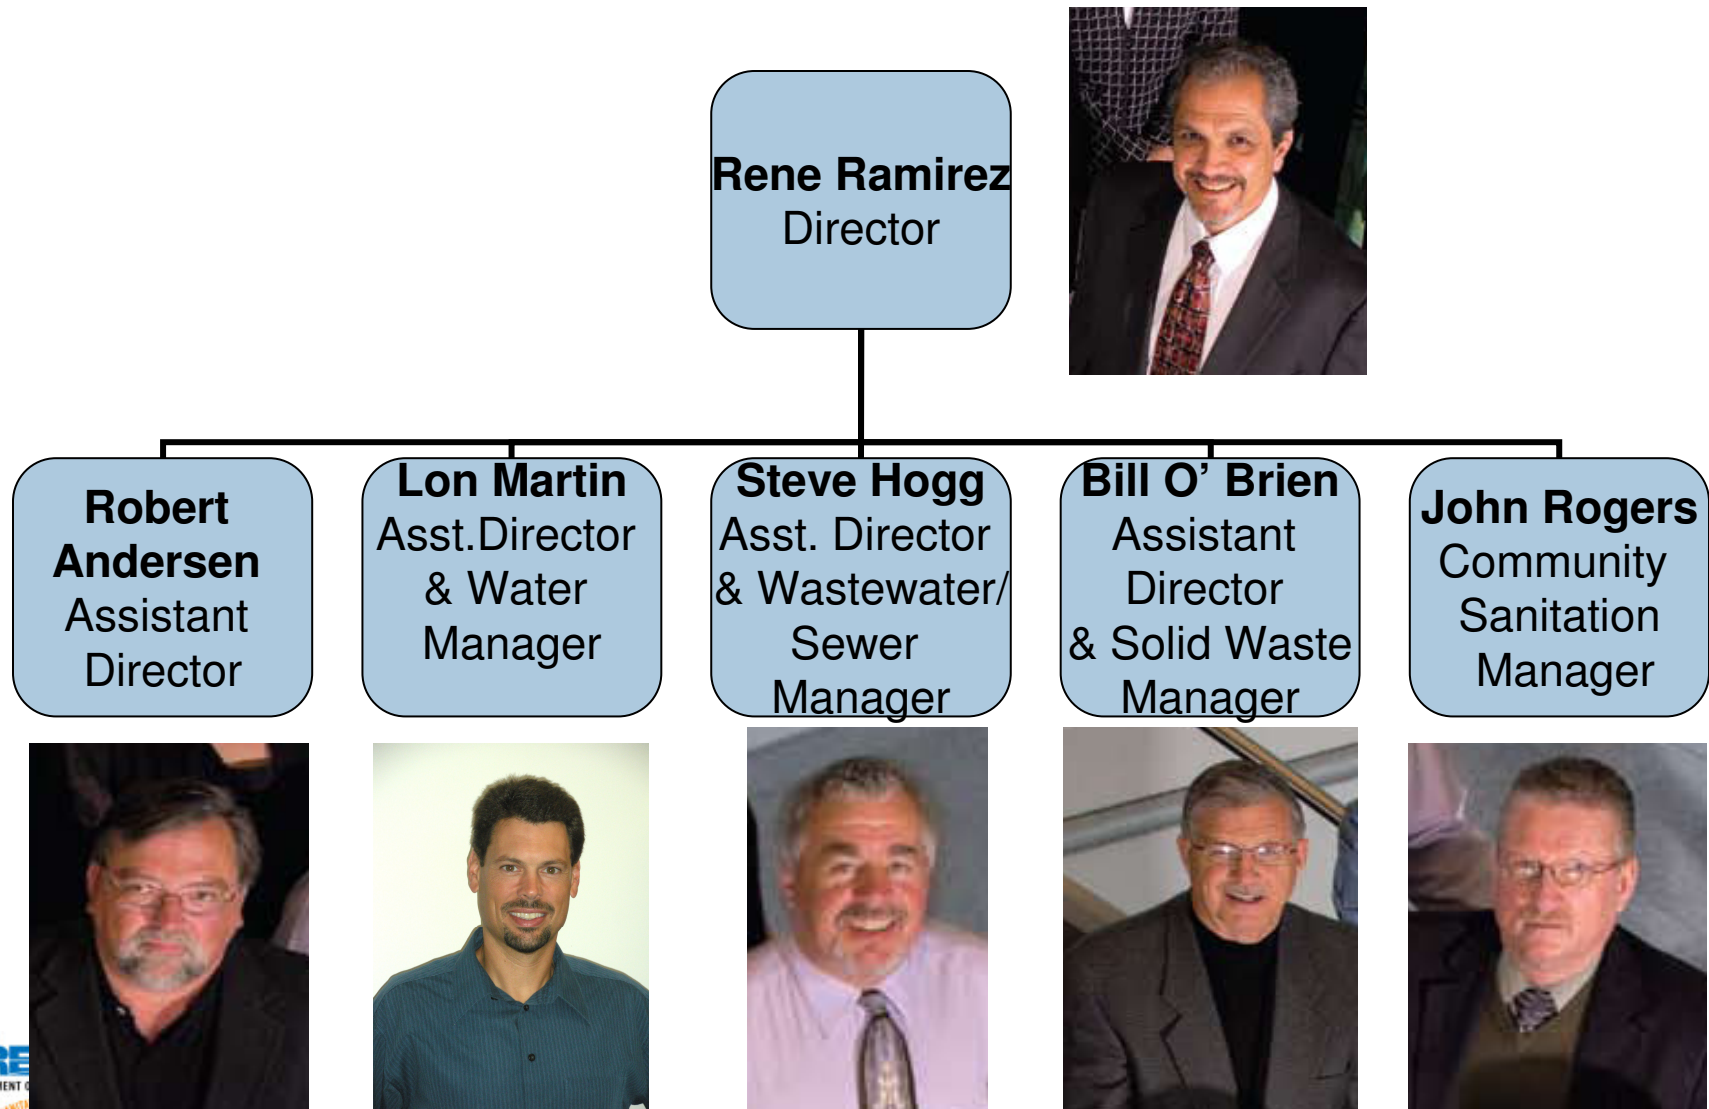 Rene Ramirez
Director
Robert
Andersen
Assistant
Director
Lon Martin
Asst.Director
& Water
Manager
Steve Hogg
Asst. Director
& Wastewater/
Sewer
Manager
Bill O’ Brien
Assistant
Director
& Solid Waste
Manager
John Rogers
Community
Sanitation
Manager